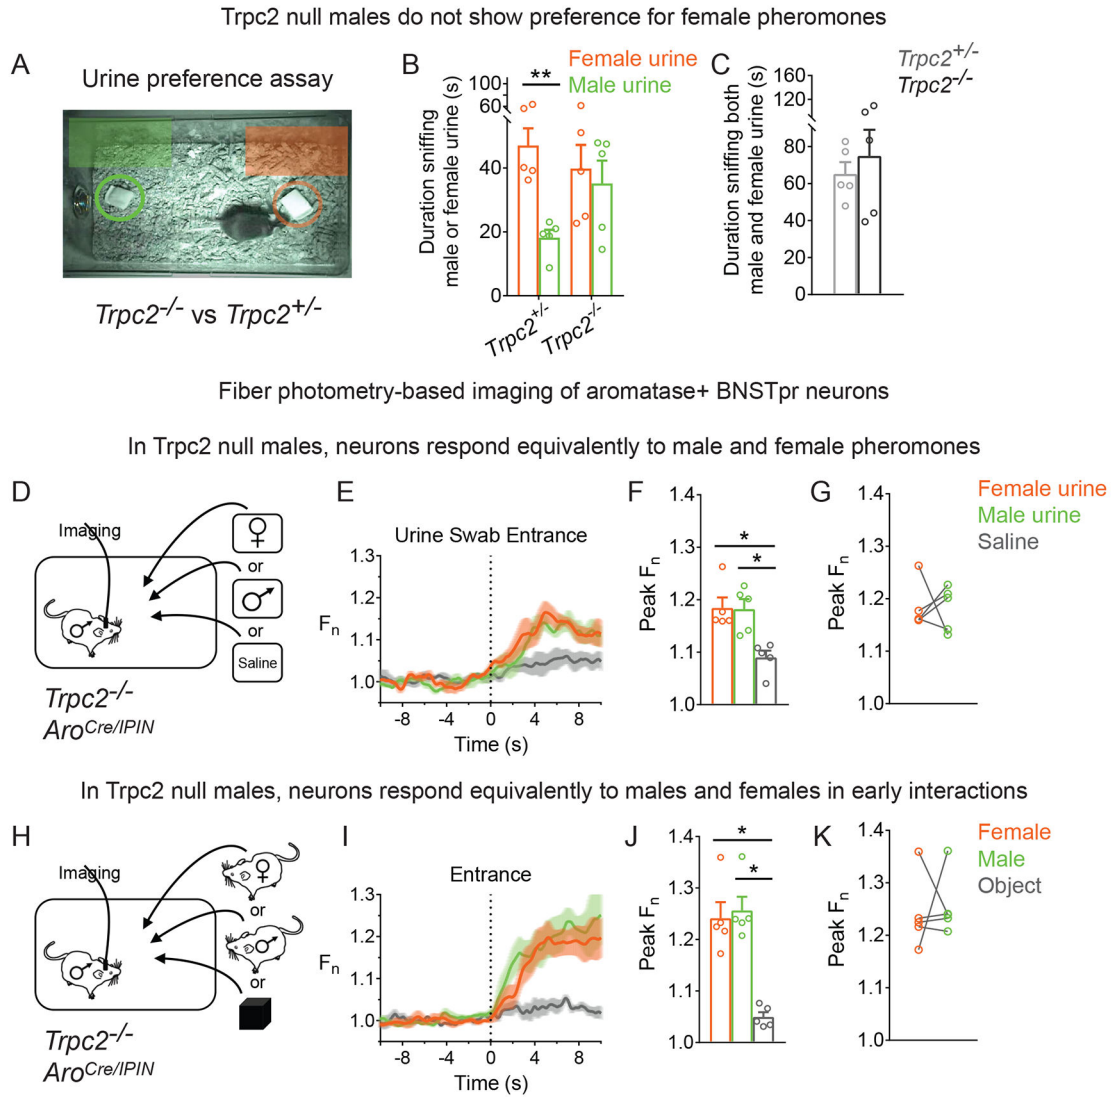 Trpc2 null males do not show preference for female pheromones
A
Urine preference assay
Trpc2-/- vs Trpc2+/-
B
Female urine
Male urine
Duration sniffing
male or female urine (s)
100
60
40
20
0
**
Trpc2+/-
Trpc2-/-
C
Trpc2+/-
Trpc2-/-
Duration sniffing both
male and female urine (s)
160
120
80
60
40
20
0
Fiber photometry-based imaging of aromatase+ BNSTpr neurons
In Trpc2 null males, neurons respond equivalently to male and female pheromones
D
Imaging
or
or
Saline
Trpc2-/-
AroCre/IPIN
E
Urine Swab Entrance
Fn
1.3
1.2
1.1
1.0
-8
-4
0
4
8
Time (s)
F
Peak Fn
1.4
1.3
1.2
1.1
1.0
*
*
G
Peak Fn
1.4
1.3
1.2
1.1
1.0
Female urine
Male urine
Saline
In Trpc2 null males, neurons respond equivalently to males and females in early interactions
H
Imaging
or
or
Trpc2-/-
AroCre/IPIN
I
Entrance
Fn
1.3
1.2
1.1
1.0
-8
-4
0
4
8
Time (s)
J
Peak Fn
1.4
1.3
1.2
1.1
1.0
*
*
K
Peak Fn
1.4
1.3
1.2
1.1
1.0
Female
Male
Object